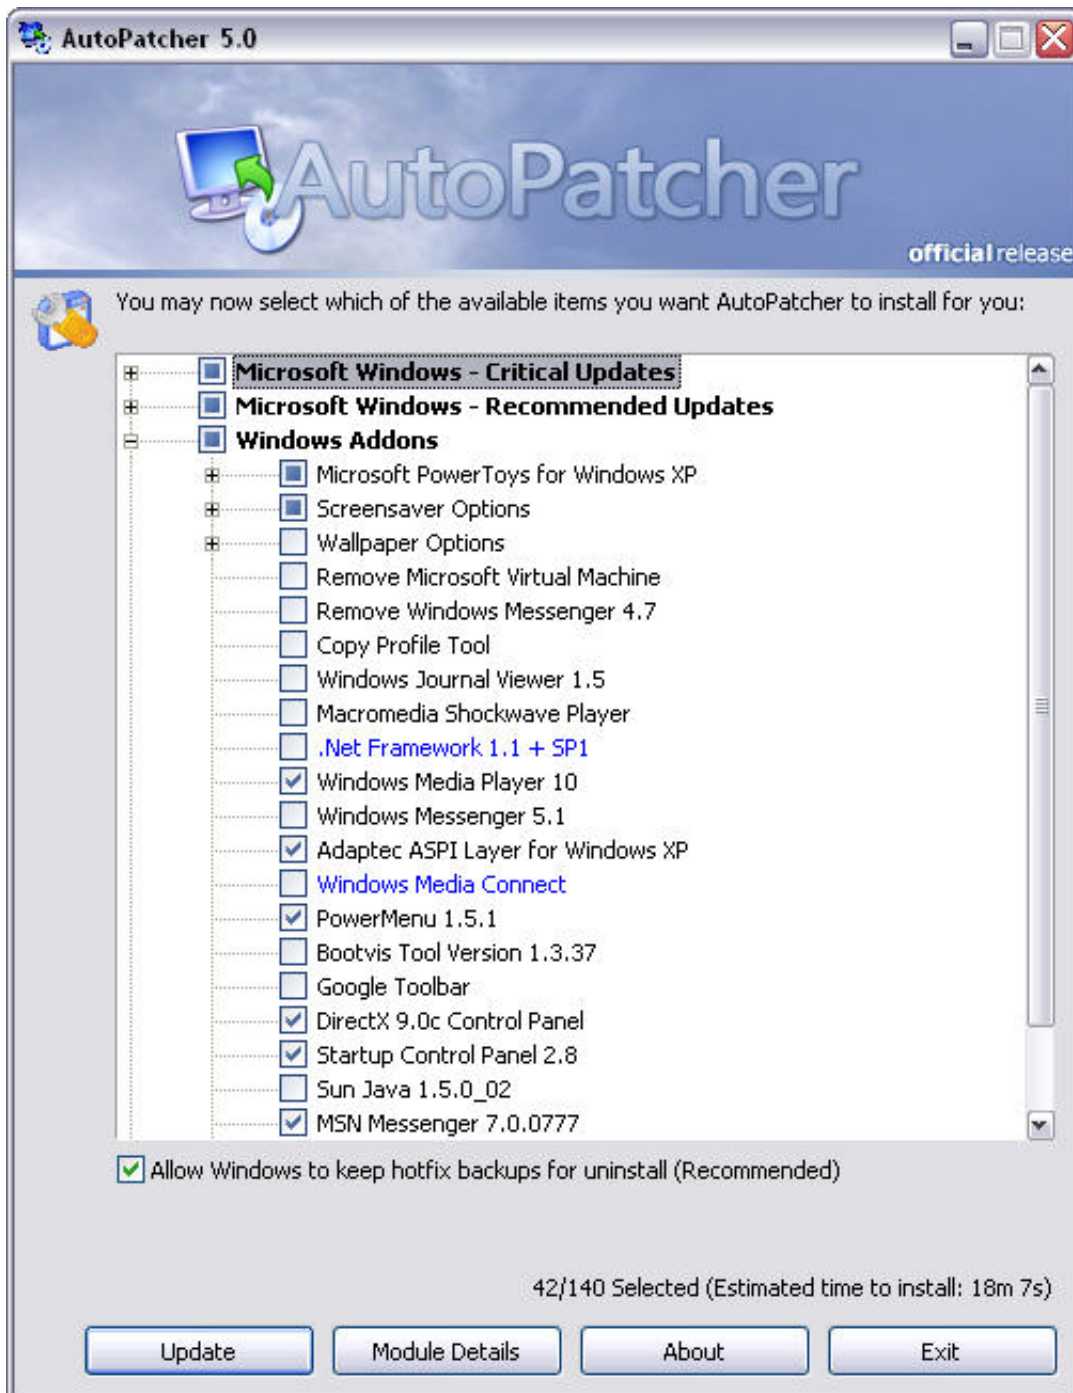 AutoPatcher 5.0
AutoPatcher
officialrelease
You may now select which of the available items you want AutoPatcher to install for you:
Microsoft Windows - Critical Updates
Microsoft Windows - Recommended Updates
Windows Addons
Microsoft PowerToys for Windows XP
Screensaver Options
Wallpaper Options
Remove Microsoft Virtual Machine
Remove Windows Messenger 4.7
Copy Profile Tool
Windows Journal Viewer 1.5
Macromedia Shockwave Player
.Net Framework 1.1 + SP1
Windows Media Player 10
Windows Messenger 5.1
Adaptec ASPI Layer for Windows XP
Windows Media Connect
PowerMenu 1.5.1
Bootvis Tool Version 1.3.37
Google Toolbar
DirectX 9.0c Control Panel
Startup Control Panel 2.8
Sun Java 1.5.0_02
MSN Messenger 7.0.0777
Allow Windows to keep hotfix backups for uninstall (Recommended)
42/140 Selected (Estimated time to install: 18m 7s)
Update Module Details About Exit